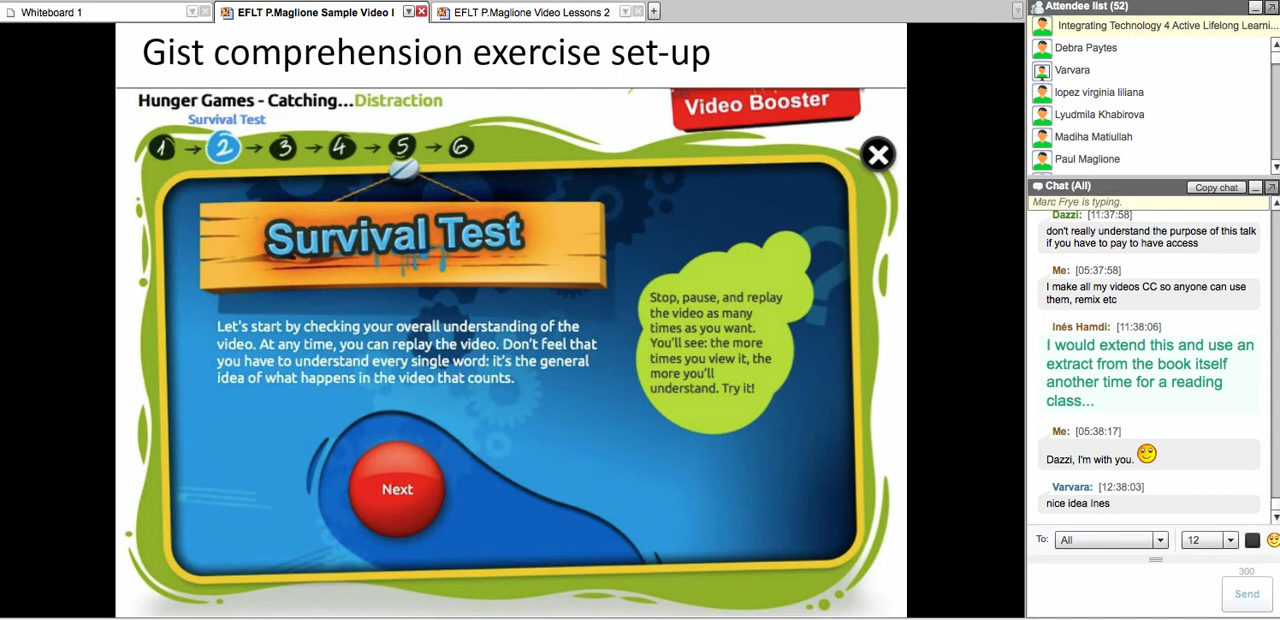 Whiteboard 1
EFLT P.Maglione Sample Video l
EFLT P.Maglione Video Lessons 2
Gist comprehension exercise set-up
Hunger Games - Catching...Distraction
Video Booster
Survival Test
1 → 2 → 3 → 4 → 5 → 6
Survival Test
Let's start by checking your overall understanding of the
video. At any time, you can replay the video. Don't feel that
you have to understand every single word: it's the general
idea of what happens in the video that counts.
Stop, pause, and replay
the video as many
times as you want.
You'll see: the more
times you view it, the
more you'll
understand. Try it!
?
Next
Attendee list (52)
Integrating Technology 4 Active Lifelong Learni...
Debra Paytes
Varvara
lopez virginia liliana
Lyudmila Khabirova
Madiha Matiullah
Paul Maglione
Chat (All)
Copy chat
Marc Frye is typing.
Dazzi: [11:37:58]
don't really understand the purpose of this talk
if you have to pay to have access
Me: [05:37:58]
I make all my videos CC so anyone can use
them, remix etc
Inés Hamdi: [11:38:06]
I would extend this and use an
extract from the book itself
another time for a reading
class...
Me: [05:38:17]
Dazzi, I'm with you.
Varvara: [12:38:03]
nice idea Ines
To: All 12
300
Send